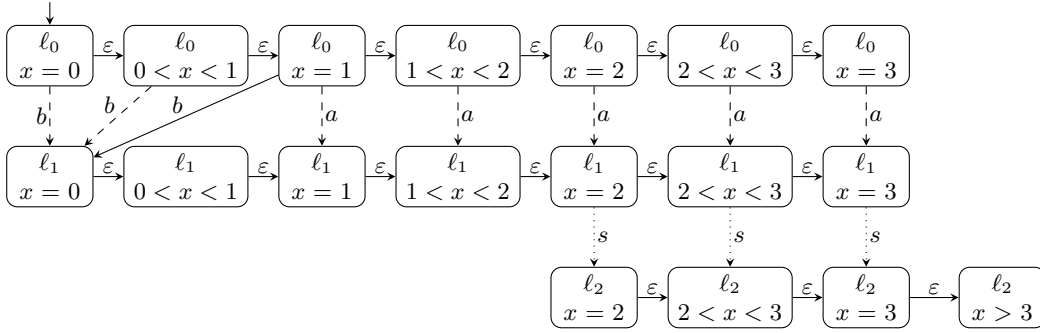 ℓ₀ ε ℓ₀ ε ℓ₀ ε ℓ₀ ε ℓ₀ ε ℓ₀ ε ℓ₀
x = 0 0 < x < 1 x = 1 1 < x < 2 x = 2 2 < x < 3 x = 3
b b b a a a a a
ℓ₁ ε ℓ₁ ε ℓ₁ ε ℓ₁ ε ℓ₁ ε ℓ₁ ε ℓ₁
x = 0 0 < x < 1 x = 1 1 < x < 2 x = 2 2 < x < 3 x = 3
s s s
ℓ₂ ε ℓ₂ ε ℓ₂ ε ℓ₂
x = 2 2 < x < 3 x = 3 x > 3